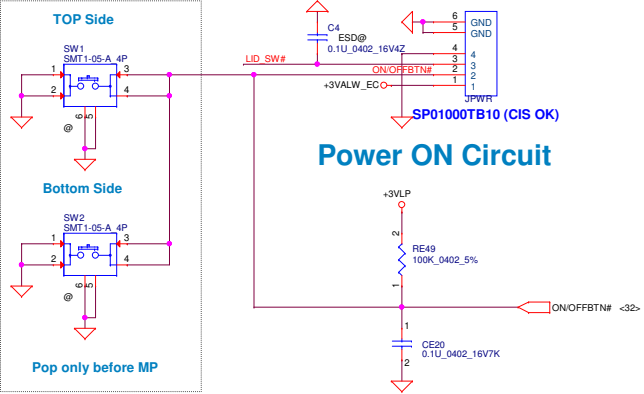 TOP Side
SW1
SMT1-05-A_4P
1
3
2
4
6
5
@
Bottom Side
SW2
SMT1-05-A_4P
1
3
2
4
6
5
@
Pop only before MP
C4
ESD@
0.1U_0402_16V4Z
LID_SW#
ON/OFFBTN#
+3VALW_EC
6
5
4
3
2
1
GND
GND
4
3
2
1
JPWR
SP01000TB10 (CIS OK)
Power ON Circuit
+3VLP
2
RE49
100K_0402_5%
1
ON/OFFBTN# <32>
1
CE20
0.1U_0402_16V7K
2